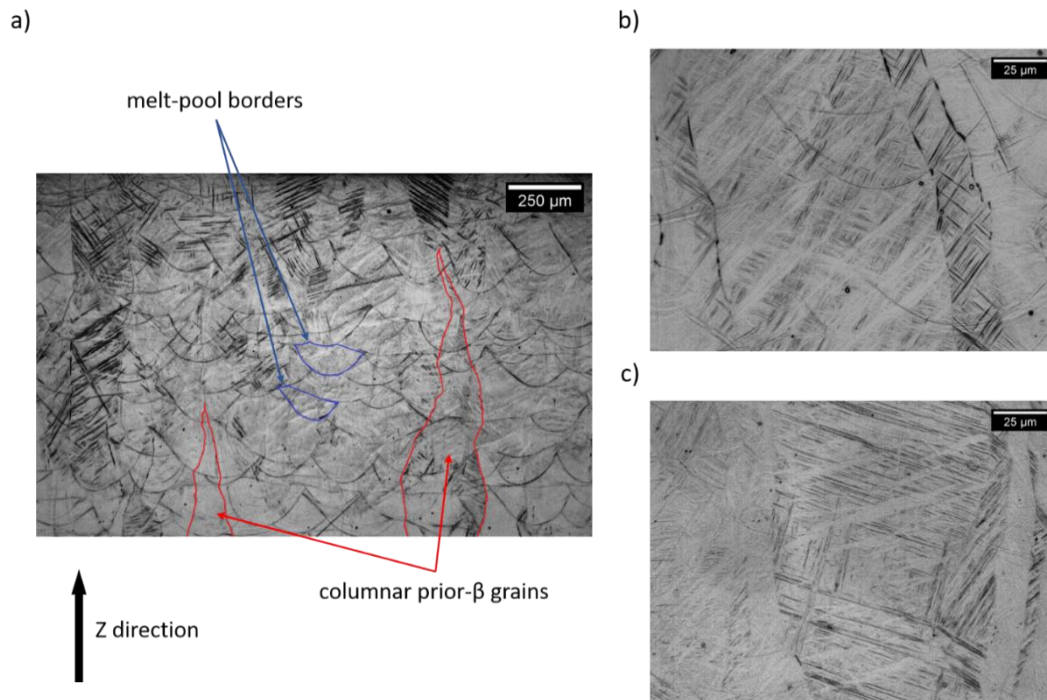 a)
melt-pool borders
250 µm
columnar prior-β grains
Z direction
b)
25 µm
c)
25 µm